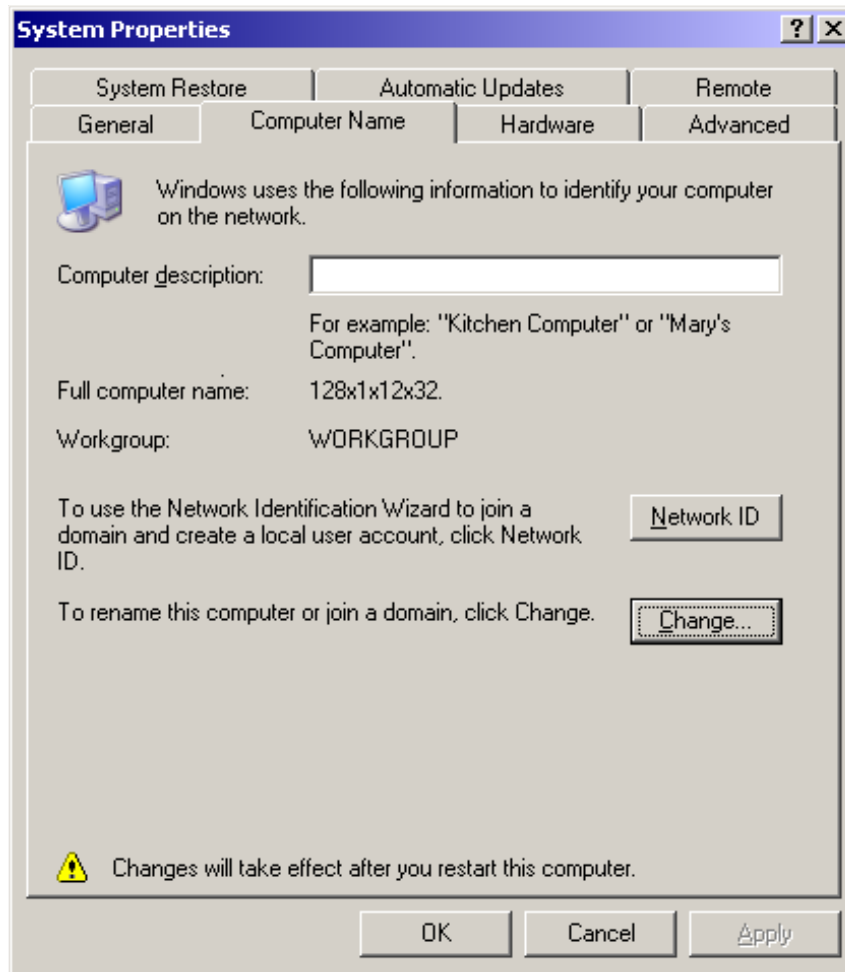 System Properties
System Restore Automatic Updates Remote
General Computer Name Hardware Advanced
Windows uses the following information to identify your computer
on the network.
Computer description:
For example: "Kitchen Computer" or "Mary's
Computer".
Full computer name: 128x1x12x32.
Workgroup: WORKGROUP
To use the Network Identification Wizard to join a
domain and create a local user account, click Network
ID.
Network ID
To rename this computer or join a domain, click Change.
Change...
Changes will take effect after you restart this computer.
OK Cancel Apply